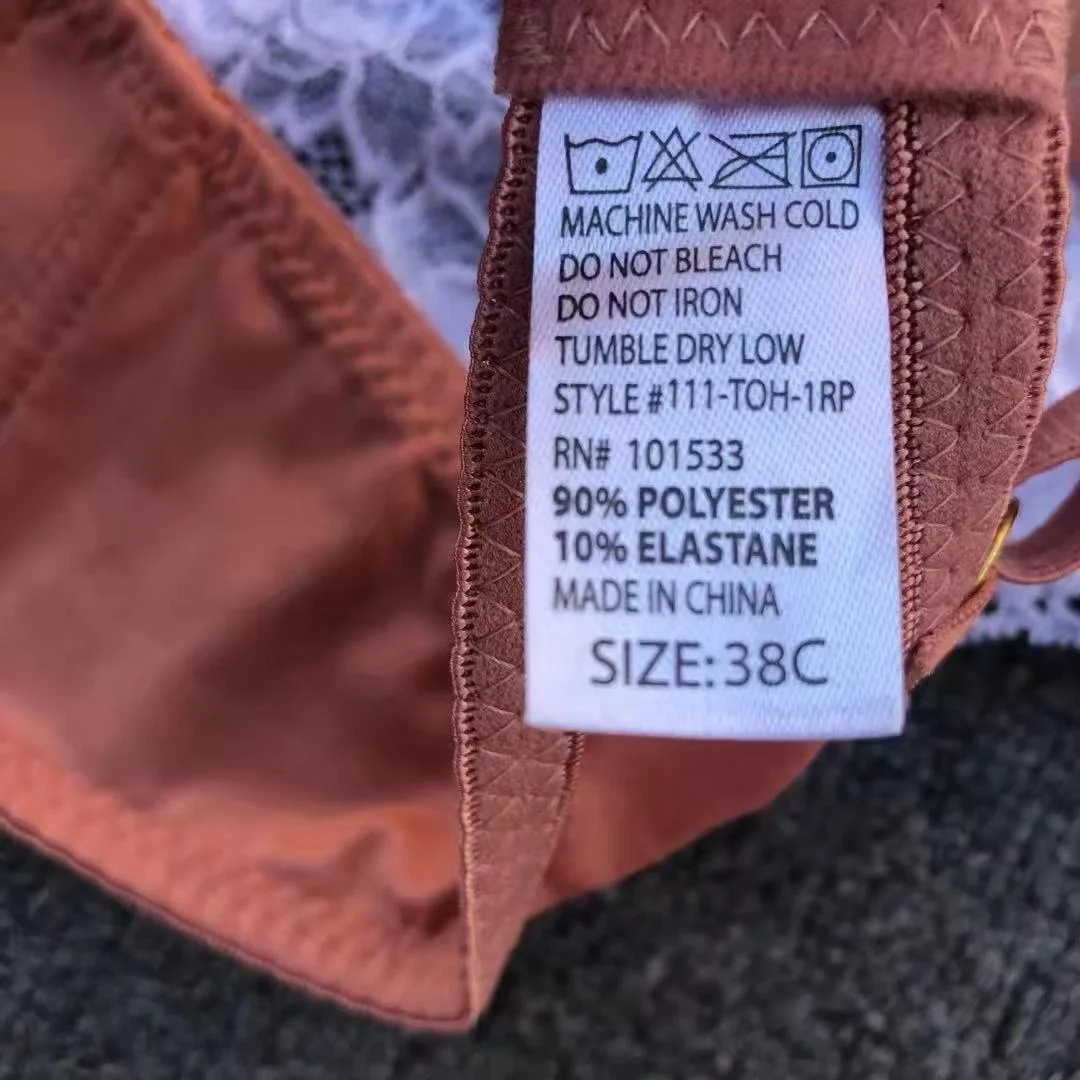 MACHINE WASH COLD
DO NOT BLEACH
DO NOT IRON
TUMBLE DRY LOW
STYLE #111-TOH-1RP
RN# 101533
90% POLYESTER
10% ELASTANE
MADE IN CHINA
SIZE: 38C